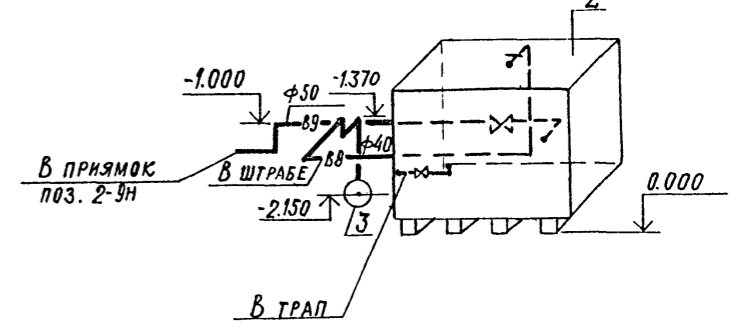 2
-1.000
ф50
-1.370
В9
ф40
В ПРИЯМОК
ПОЗ. 2-9Н
В ШТРАБЕ
В8
-2.150
3
0.000
В ТРАП